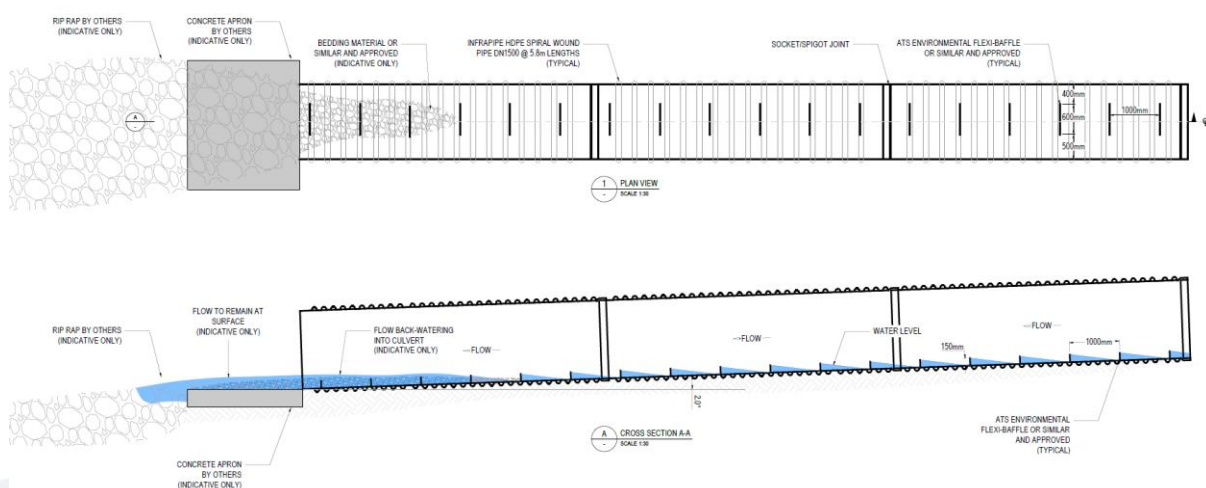 RIP RAP BY OTHERS
(INDICATIVE ONLY)
CONCRETE APRON
BY OTHERS
(INDICATIVE ONLY)
BEDDING MATERIAL OR
SIMILAR AND APPROVED
(INDICATIVE ONLY)
INFRAPIPE HDPE SPIRAL WOUND
PIPE DN1500 @ 5.8m LENGTHS
(TYPICAL)
SOCKET/SPIGOT JOINT
ATS ENVIRONMENTAL FLEXI-BAFFLE
OR SIMILAR AND APPROVED
(TYPICAL)
A
-
400mm
600mm
500mm
1000mm
1
-
PLAN VIEW
SCALE 1:30
RIP RAP BY OTHERS
(INDICATIVE ONLY)
FLOW TO REMAIN AT
SURFACE
(INDICATIVE ONLY)
FLOW BACK-WATERING
INTO CULVERT
(INDICATIVE ONLY)
FLOW
FLOW
WATER LEVEL
FLOW
150mm
1000mm
2.0°
A
-
CROSS SECTION A-A
SCALE 1:30
ATS ENVIRONMENTAL
FLEXI-BAFFLE OR SIMILAR
AND APPROVED
(TYPICAL)
CONCRETE APRON
BY OTHERS
(INDICATIVE ONLY)